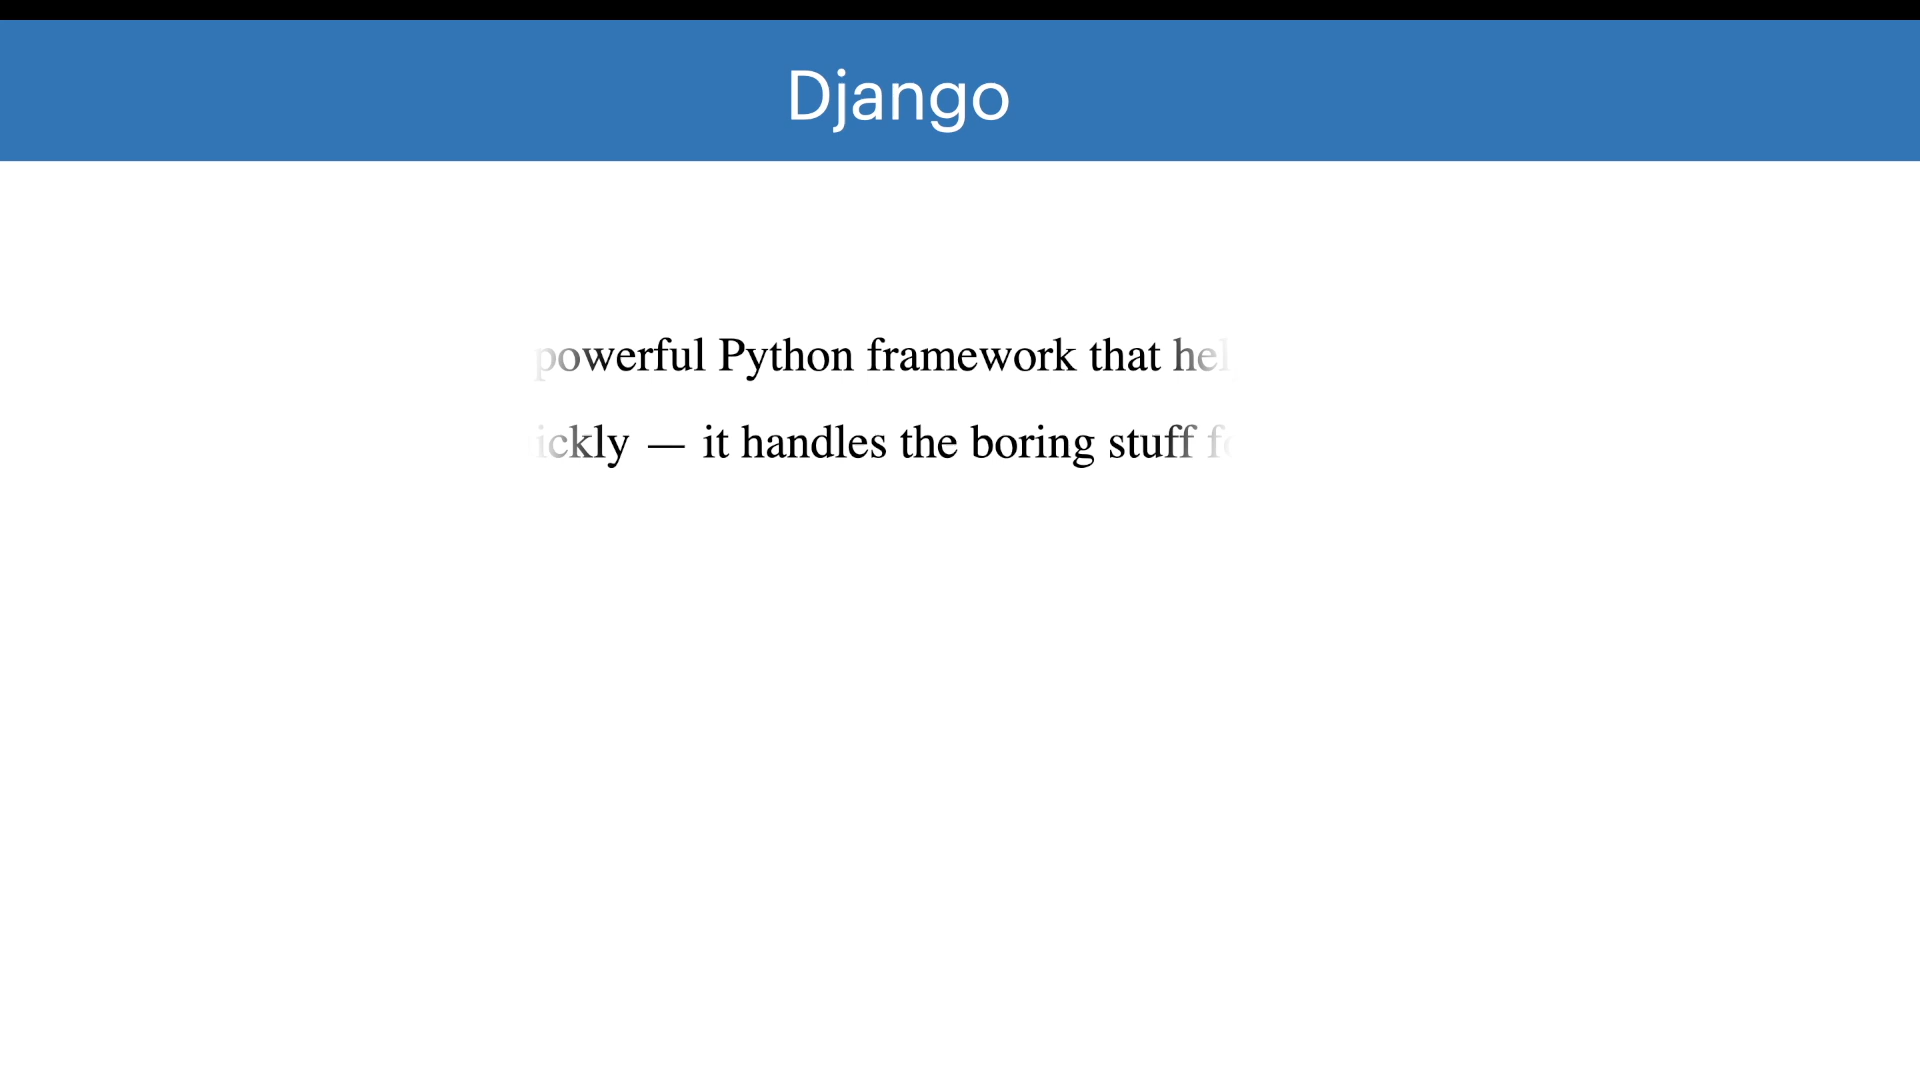 Django
powerful Python framework that
ickly — it handles the boring stuff